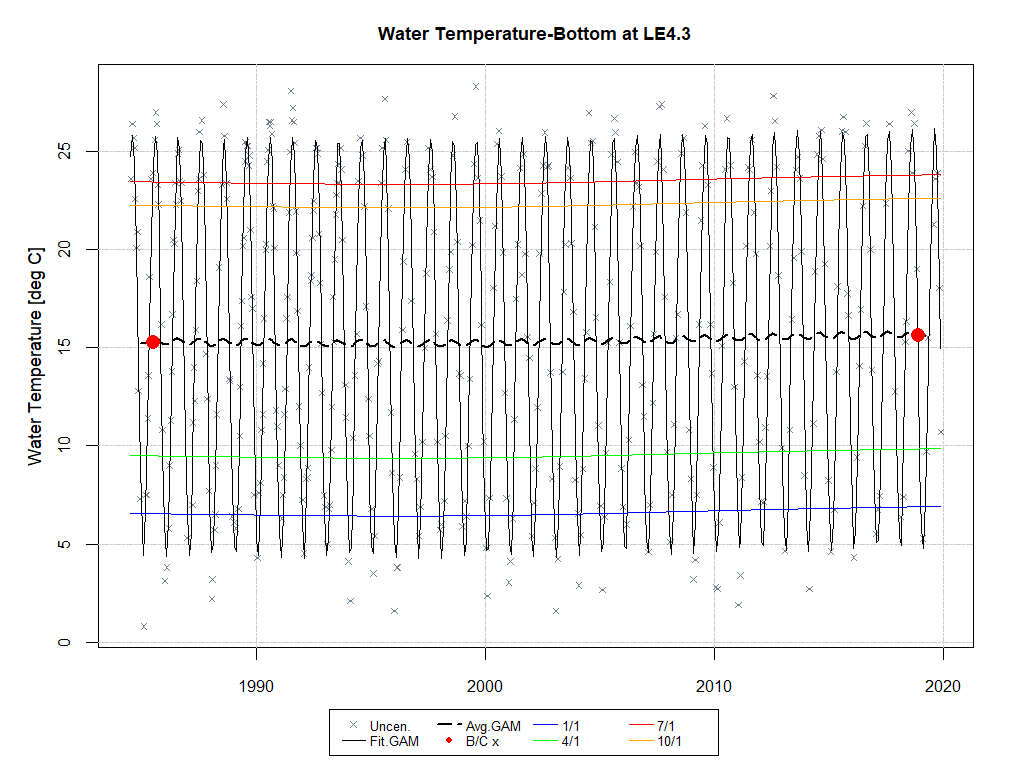 Water Temperature-Bottom at LE4.3
Water Temperature [deg C]
25
20
15
10
5
0
1990 2000 2010 2020
Uncen. Avg.GAM 1/1 7/1
Fit.GAM B/C x 4/1 10/1